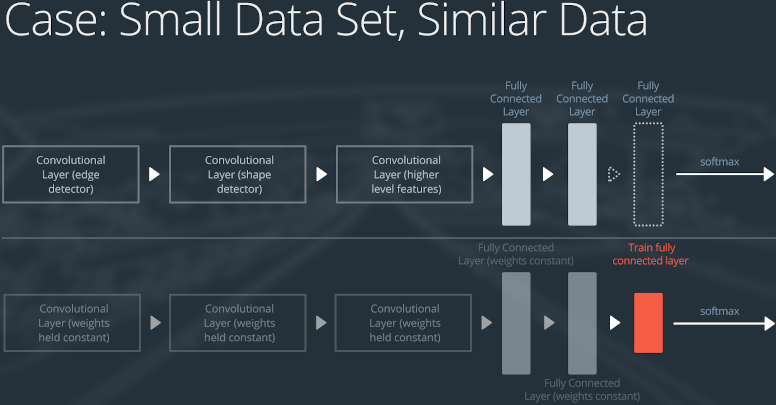 Case: Small Data Set, Similar Data
Fully
Connected
Layer
Fully
Connected
Layer
Fully
Connected
Layer
Convolutional
Layer (edge
detector)
Convolutional
Layer (shape
detector)
Convolutional
Layer (higher
level features)
softmax
Fully Connected
Layer (weights constant)
Train fully
connected layer
Convolutional
Layer (weights
held constant)
Convolutional
Layer (weights
held constant)
Convolutional
Layer (weights
held constant)
softmax
Fully Connected
Layer (weights constant)